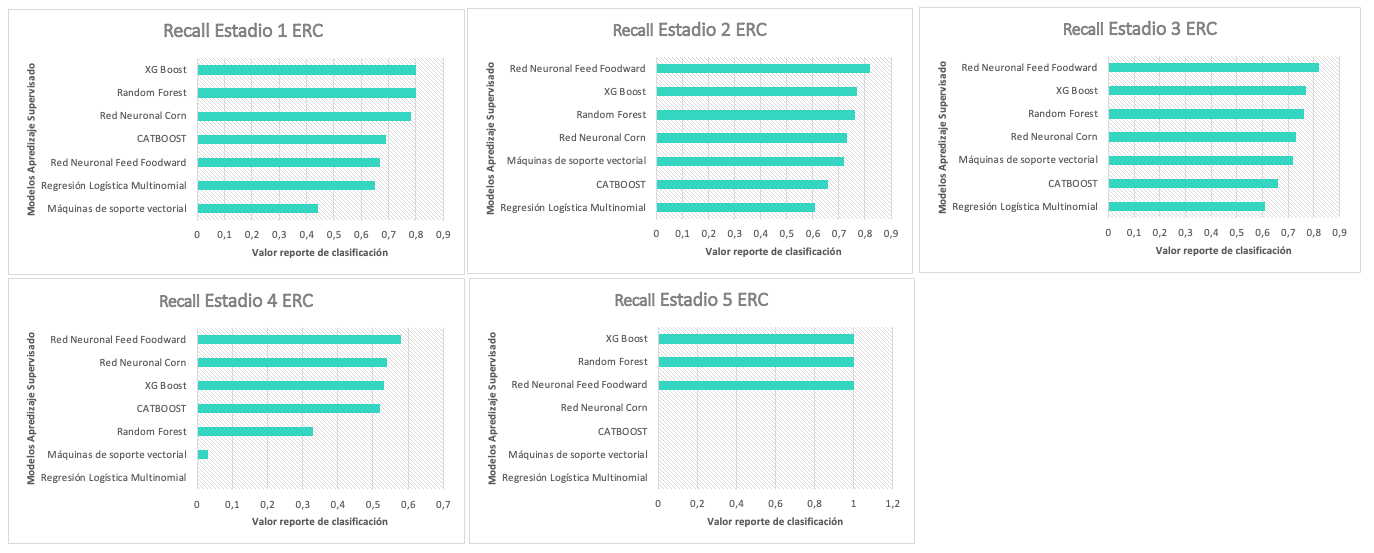 Recall Estadio 1 ERC
Modelos Apredizaje Supervisado
XG Boost
Random Forest
Red Neuronal Corn
CATBOOST
Red Neuronal Feed Foodward
Regresión Logística Multinomial
Máquinas de soporte vectorial
0 0,1 0,2 0,3 0,4 0,5 0,6 0,7 0,8 0,9
Valor reporte de clasificación
Recall Estadio 2 ERC
Modelos Apredizaje Supervisado
Red Neuronal Feed Foodward
XG Boost
Random Forest
Red Neuronal Corn
Máquinas de soporte vectorial
CATBOOST
Regresión Logística Multinomial
0 0,1 0,2 0,3 0,4 0,5 0,6 0,7 0,8 0,9
Valor reporte de clasificación
Recall Estadio 3 ERC
Modelos Apredizaje Supervisado
Red Neuronal Feed Foodward
XG Boost
Random Forest
Red Neuronal Corn
Máquinas de soporte vectorial
CATBOOST
Regresión Logística Multinomial
0 0,1 0,2 0,3 0,4 0,5 0,6 0,7 0,8 0,9
Valor reporte de clasificación
Recall Estadio 4 ERC
Modelos Apredizaje Supervisado
Red Neuronal Feed Foodward
Red Neuronal Corn
XG Boost
CATBOOST
Random Forest
Máquinas de soporte vectorial
Regresión Logística Multinomial
0 0,1 0,2 0,3 0,4 0,5 0,6 0,7
Valor reporte de clasificación
Recall Estadio 5 ERC
Modelos Apredizaje Supervisado
XG Boost
Random Forest
Red Neuronal Feed Foodward
Red Neuronal Corn
CATBOOST
Máquinas de soporte vectorial
Regresión Logística Multinomial
0 0,2 0,4 0,6 0,8 1 1,2
Valor reporte de clasificación